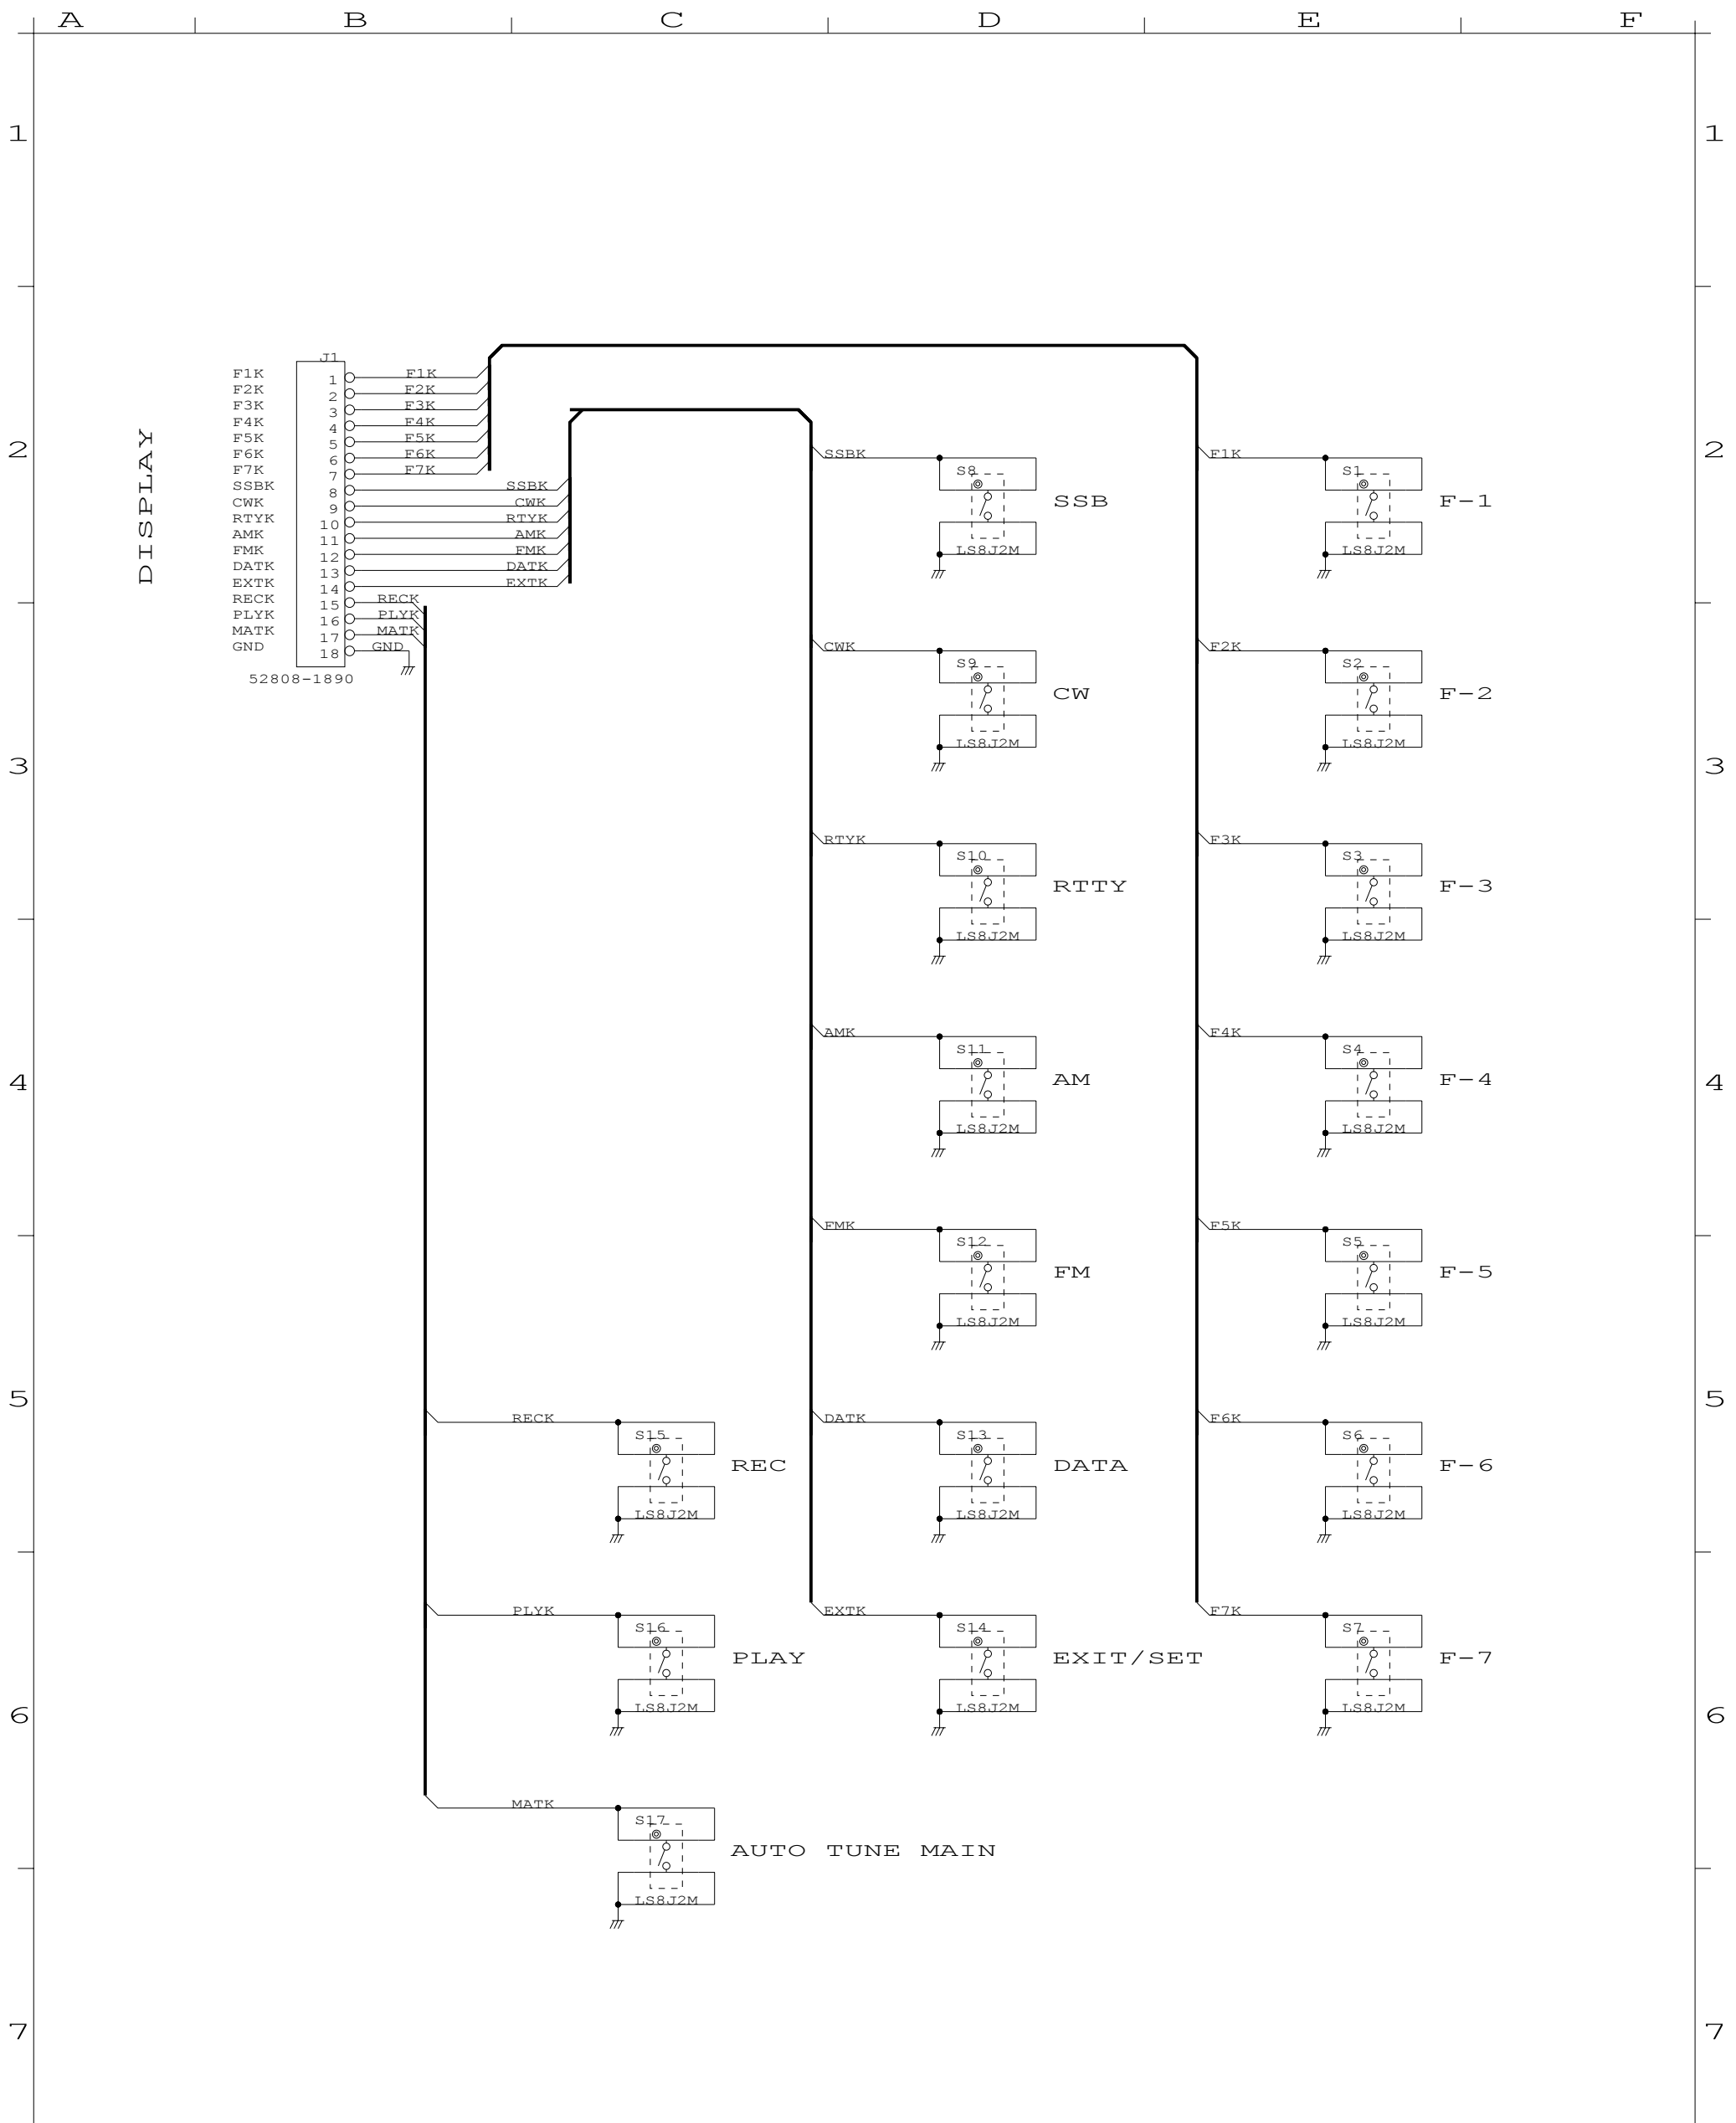 A B C D E F
1 1
J1
F1K 1 F1K
F2K 2 F2K
F3K 3 F3K
F4K 4 F4K
F5K 5 F5K
F6K 6 F6K
F7K 7 F7K
SSBK 8 SSBK
CWK 9 CWK
RTYK 10 RTYK
AMK 11 AMK
FMK 12 FMK
DATK 13 DATK
EXTK 14 EXTK
RECK 15 RECK
PLYK 16 PLYK
MATK 17 MATK
GND 18 GND
52808-1890
DISPLAY
2 2
SSBK
S8
LS8J2M
SSB
F1K
S1
LS8J2M
F-1
CWK
S9
LS8J2M
CW
F2K
S2
LS8J2M
F-2
3 3
RTYK
S10
LS8J2M
RTTY
F3K
S3
LS8J2M
F-3
AMK
S11
LS8J2M
AM
F4K
S4
LS8J2M
F-4
4 4
FMK
S12
LS8J2M
FM
F5K
S5
LS8J2M
F-5
5 5
RECK
S15
LS8J2M
REC
DATK
S13
LS8J2M
DATA
F6K
S6
LS8J2M
F-6
PLYK
S16
LS8J2M
PLAY
EXTK
S14
LS8J2M
EXIT/SET
F7K
S7
LS8J2M
F-7
6 6
MATK
S17
LS8J2M
AUTO TUNE MAIN
7 7